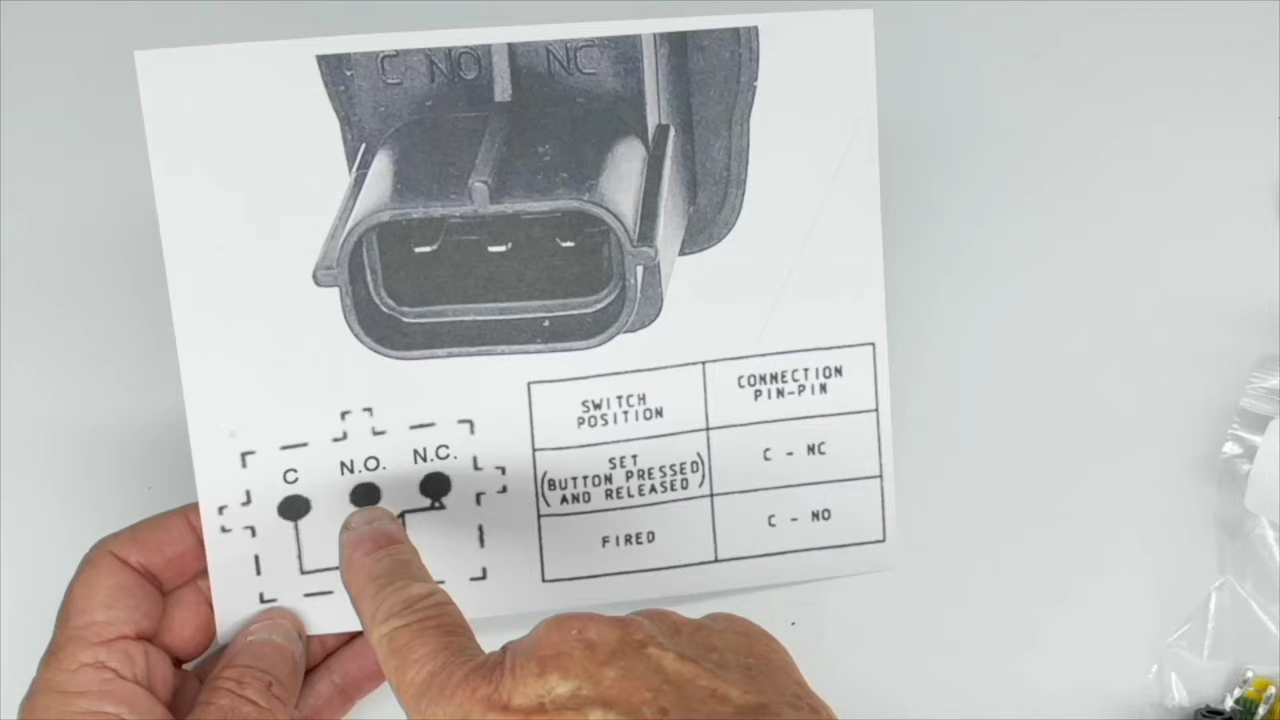 C NO NC
C N.O. N.C.
SWITCH
POSITION
CONNECTION
PIN-PIN
SET
(BUTTON PRESSED
AND RELEASED)
C - NC
FIRED
C - NO